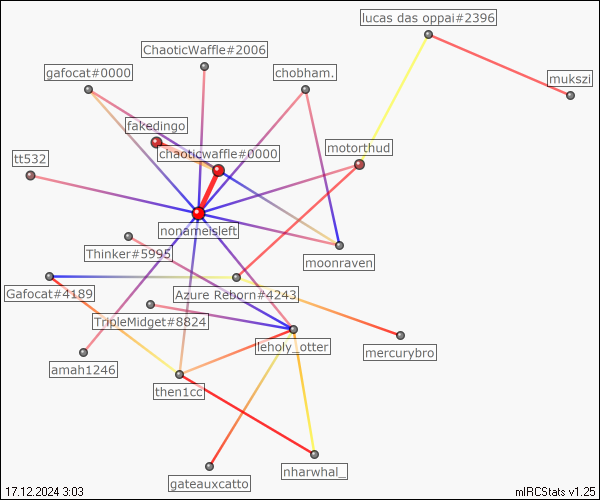 lucas das oppai#2396
ChaoticWaffle#2006
gafocat#0000
chobham.
mukszi
fakedingo
chaoticwaffle#0000
motorthud
tt532
nonameisleft
Thinker#5995
moonraven
Gafocat#4189
Azure Reborn#4243
TripleMidget#8824
leholy_otter
mercurybro
amah1246
then1cc
nharwhal_
gateauxcatto
17.12.2024 3:03
mIRCStats v1.25